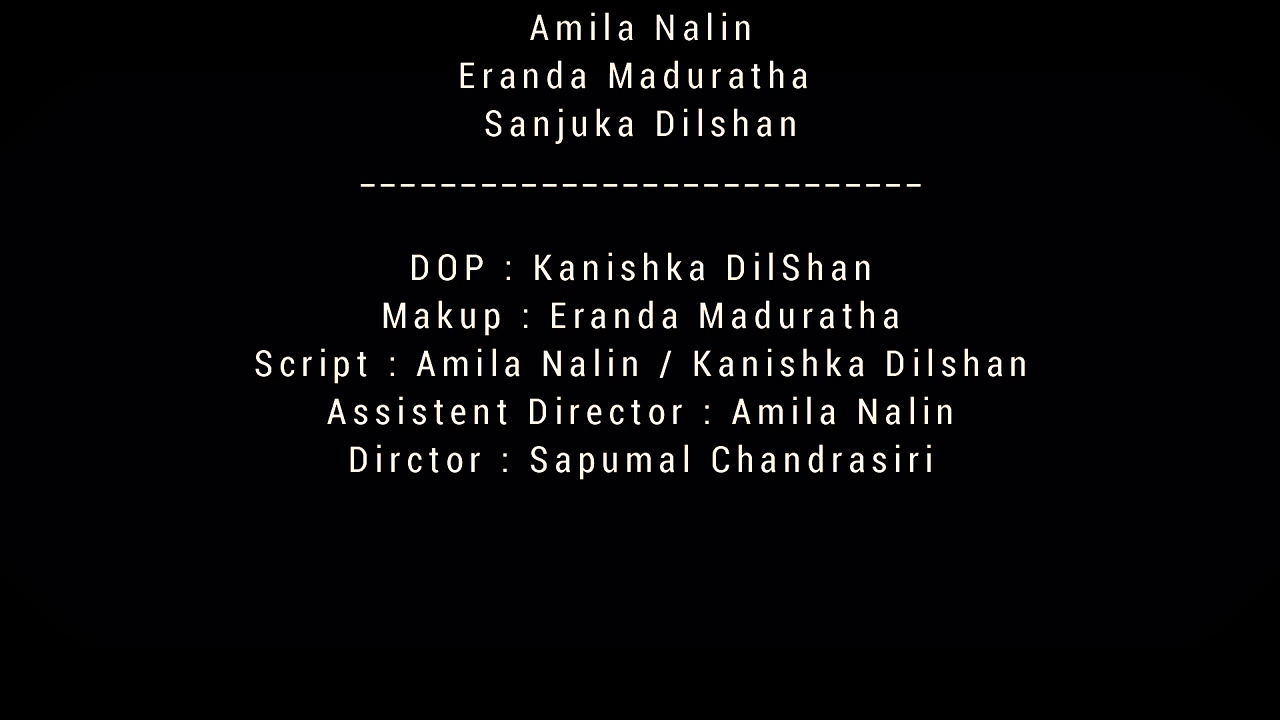 Amila Nalin
Eranda Maduratha
Sanjuka Dilshan
____________________________
DOP : Kanishka DilShan
Makup : Eranda Maduratha
Script : Amila Nalin / Kanishka Dilshan
Assistent Director : Amila Nalin
Dirctor : Sapumal Chandrasiri